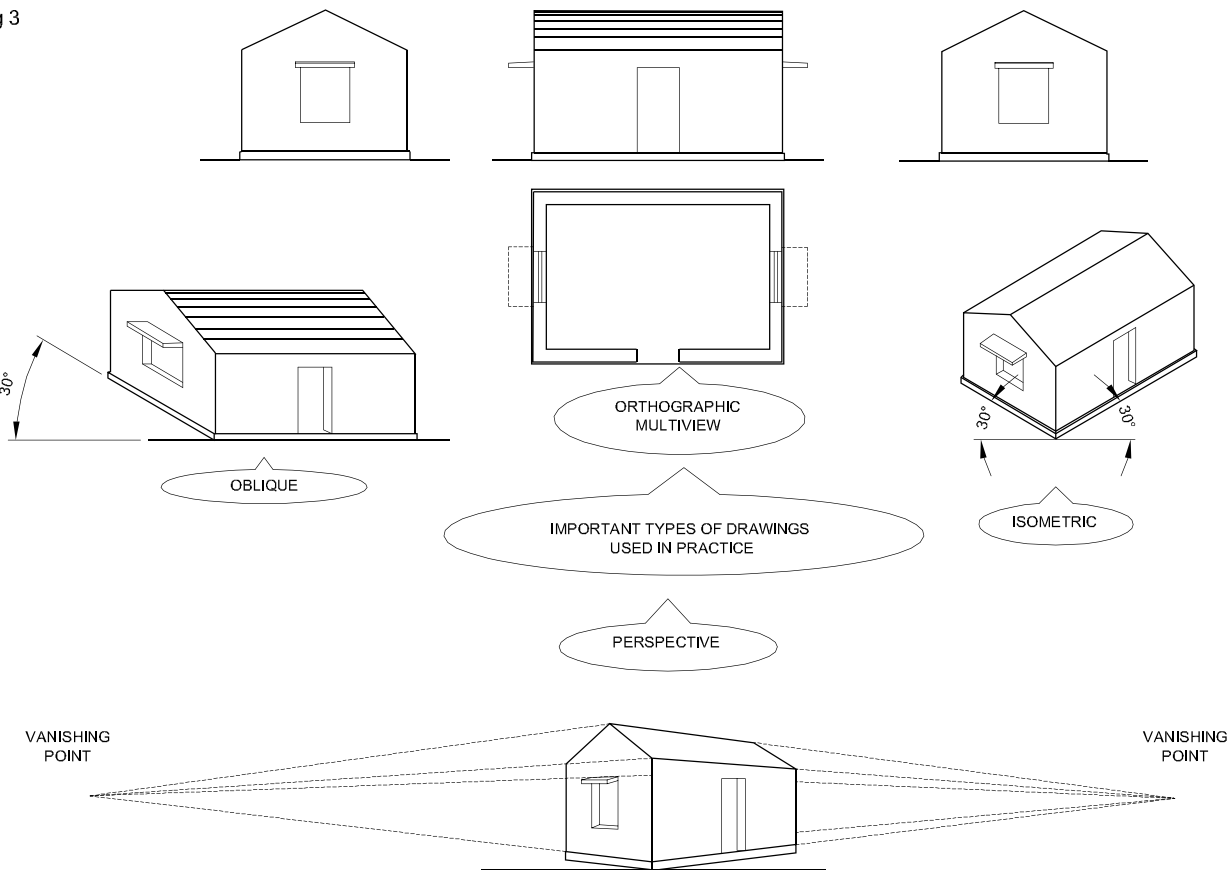 g 3
30°
ORTHOGRAPHIC
MULTIVIEW
30°
30°
OBLIQUE
IMPORTANT TYPES OF DRAWINGS
USED IN PRACTICE
ISOMETRIC
PERSPECTIVE
VANISHING
POINT
VANISHING
POINT